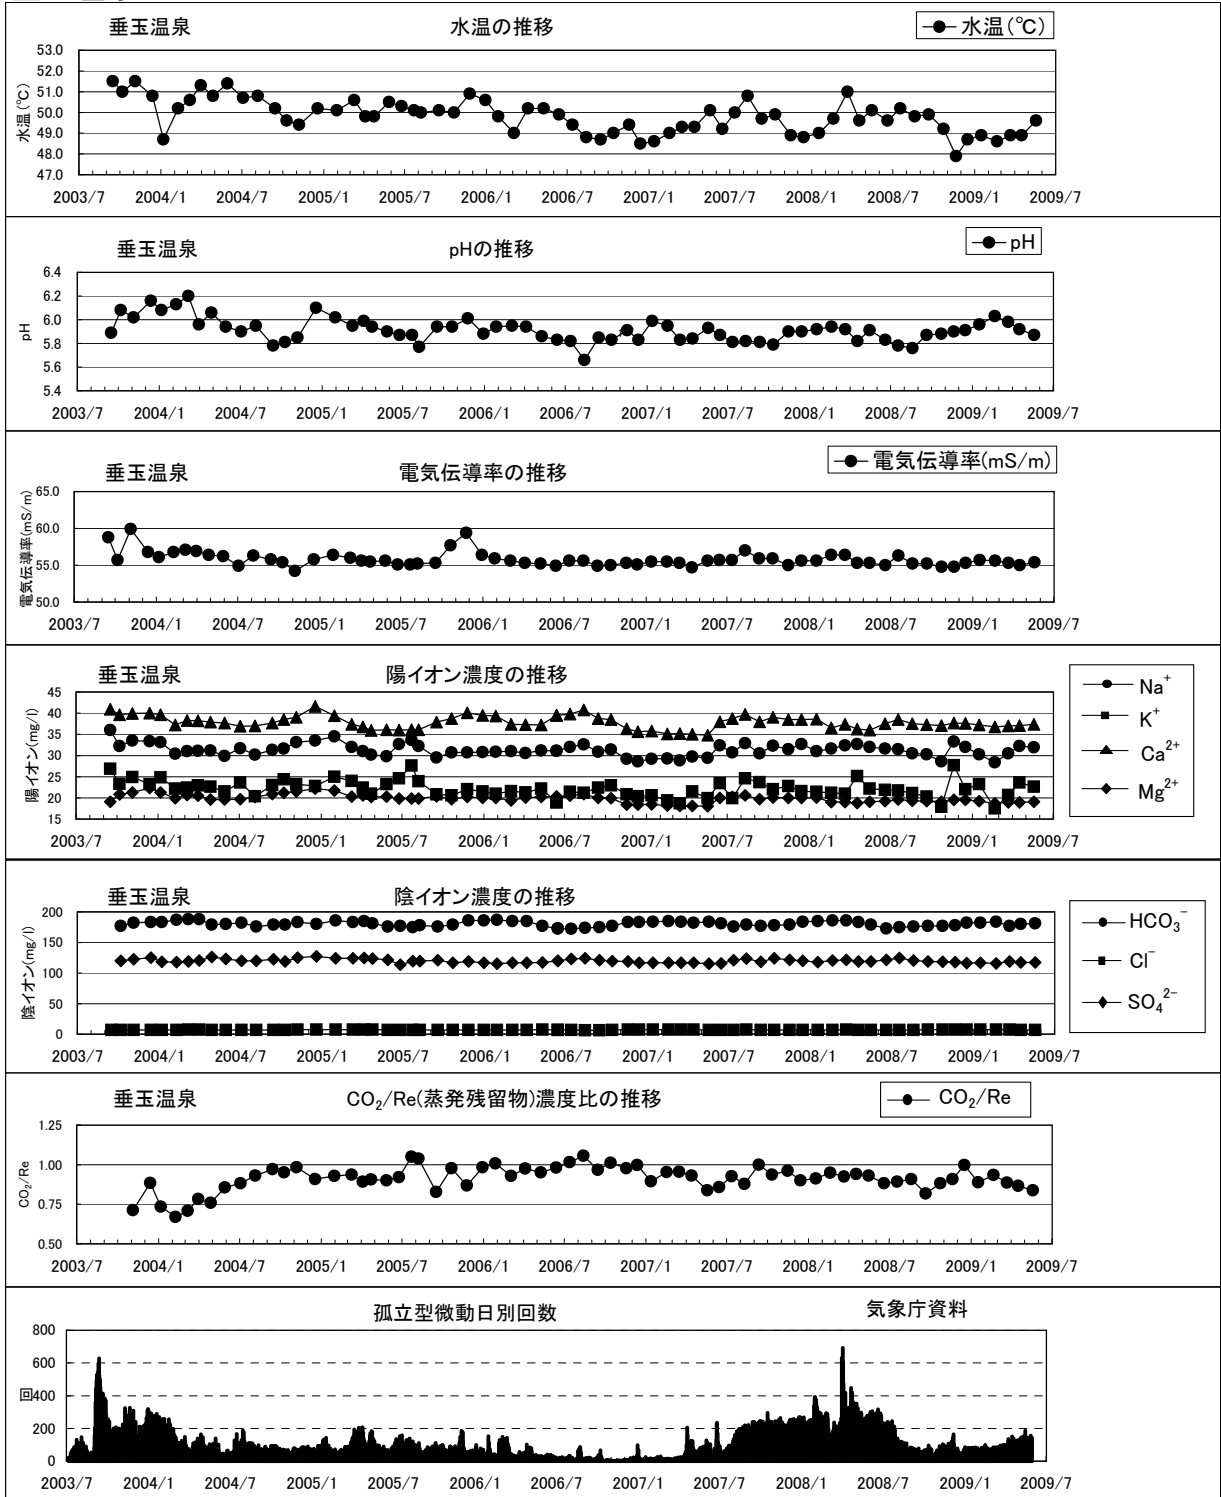 垂玉温泉 水温の推移 水温(℃)
53.0
52.0
51.0
50.0
49.0
48.0
47.0
水温(℃)
2003/7 2004/1 2004/7 2005/1 2005/7 2006/1 2006/7 2007/1 2007/7 2008/1 2008/7 2009/1 2009/7
垂玉温泉 pHの推移 pH
6.4
6.2
6.0
5.8
5.6
5.4
pH
2003/7 2004/1 2004/7 2005/1 2005/7 2006/1 2006/7 2007/1 2007/7 2008/1 2008/7 2009/1 2009/7
垂玉温泉 電気伝導率の推移 電気伝導率(mS/m)
65.0
60.0
55.0
50.0
電気伝導率(mS/m)
2003/7 2004/1 2004/7 2005/1 2005/7 2006/1 2006/7 2007/1 2007/7 2008/1 2008/7 2009/1 2009/7
垂玉温泉 陽イオン濃度の推移
45
40
35
30
25
20
15
陽イオン(mg/l)
Na⁺
K⁺
Ca²⁺
Mg²⁺
2003/7 2004/1 2004/7 2005/1 2005/7 2006/1 2006/7 2007/1 2007/7 2008/1 2008/7 2009/1 2009/7
垂玉温泉 陰イオン濃度の推移
200
150
100
50
0
陰イオン(mg/l)
HCO₃⁻
Cl⁻
SO₄²⁻
2003/7 2004/1 2004/7 2005/1 2005/7 2006/1 2006/7 2007/1 2007/7 2008/1 2008/7 2009/1 2009/7
垂玉温泉 CO₂/Re(蒸発残留物)濃度比の推移 CO₂/Re
1.25
1.00
0.75
0.50
CO₂/Re
2003/7 2004/1 2004/7 2005/1 2005/7 2006/1 2006/7 2007/1 2007/7 2008/1 2008/7 2009/1 2009/7
孤立型微動日別回数 気象庁資料
800
600
400
200
0
回
2003/7 2004/1 2004/7 2005/1 2005/7 2006/1 2006/7 2007/1 2007/7 2008/1 2008/7 2009/1 2009/7